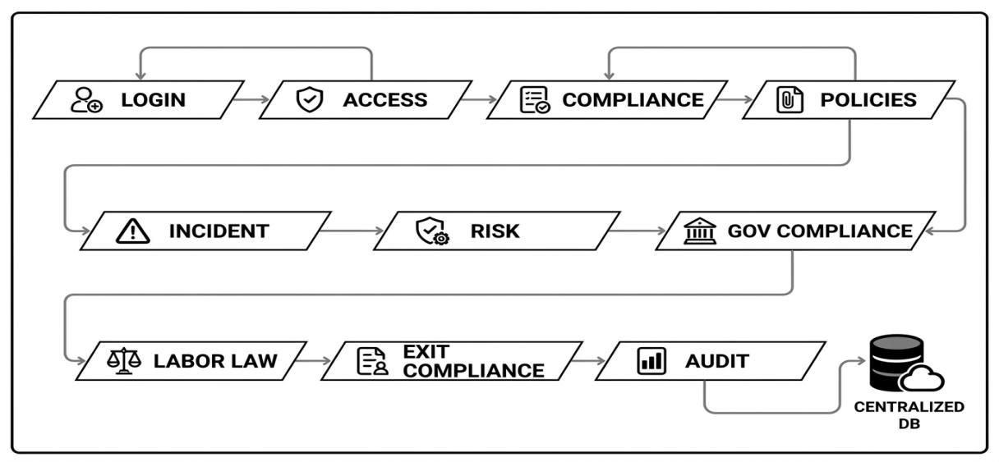 LOGIN
ACCESS
COMPLIANCE
POLICIES
INCIDENT
RISK
GOV COMPLIANCE
LABOR LAW
EXIT
COMPLIANCE
AUDIT
CENTRALIZED
DB